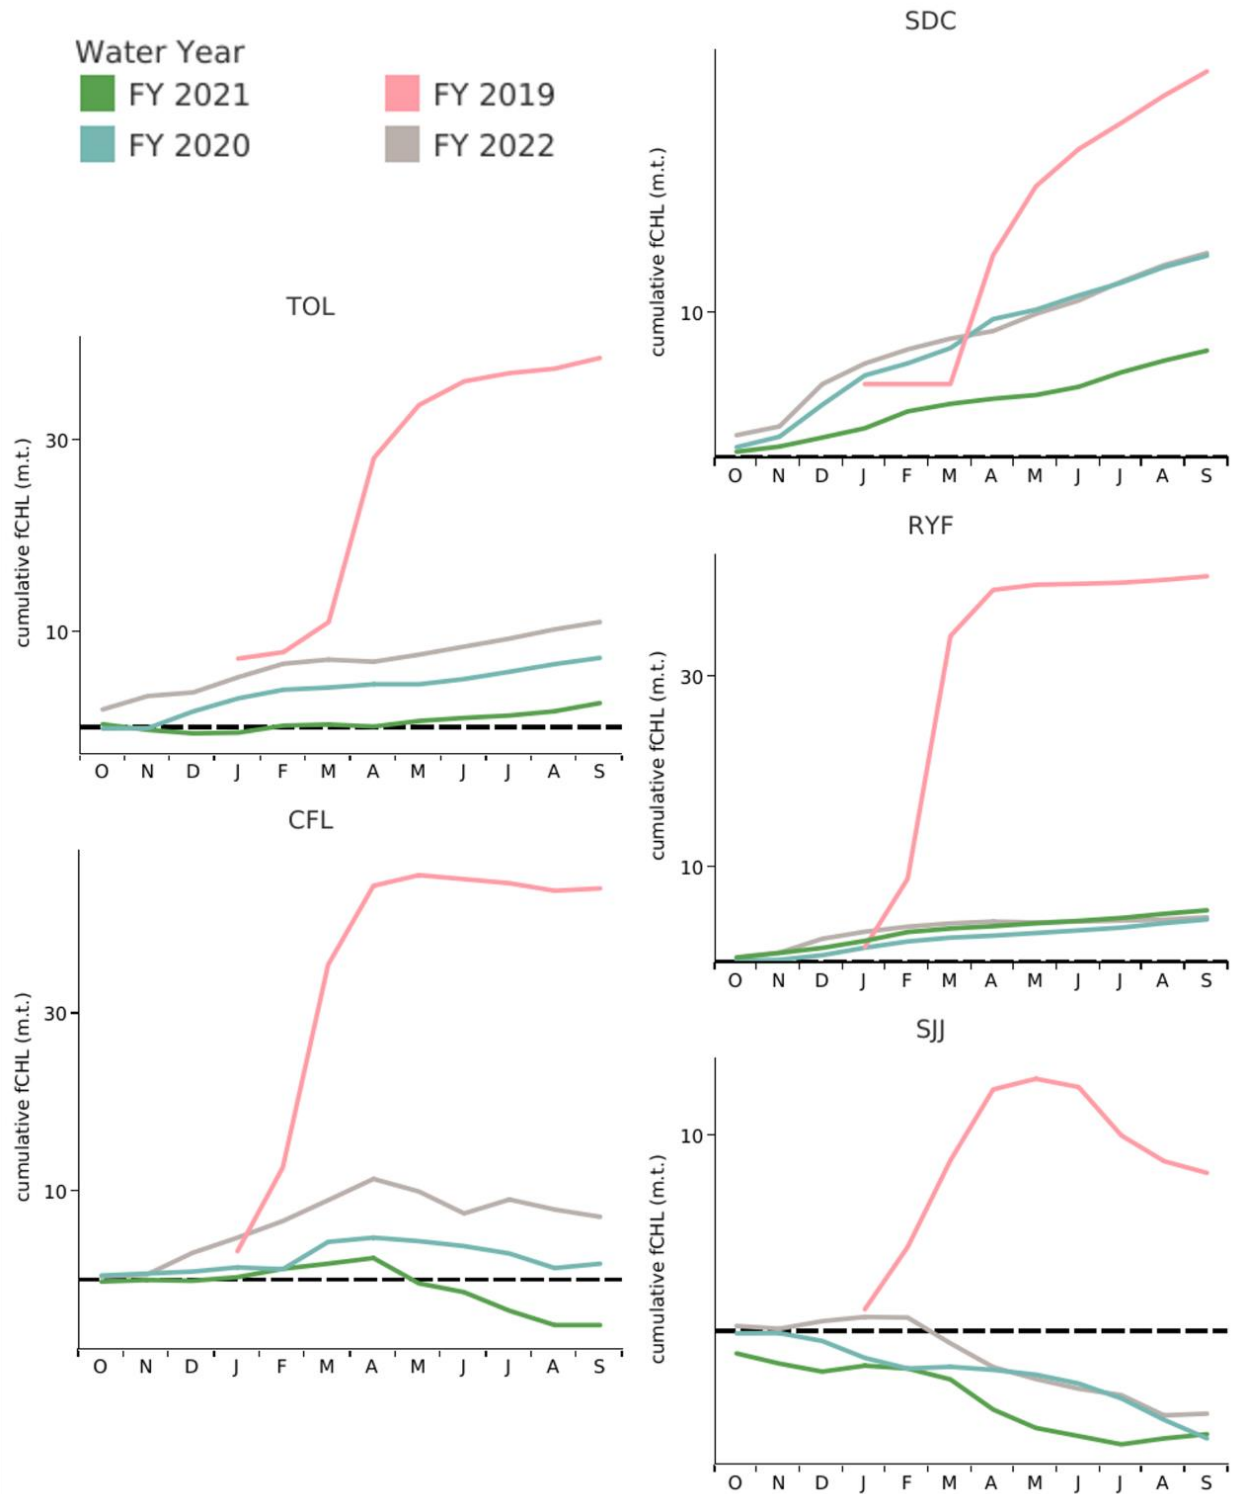 Water Year
FY 2021 FY 2019
FY 2020 FY 2022
TOL
cumulative fCHL (m.t.)
30
10
O N D J F M A M J J A S
CFL
cumulative fCHL (m.t.)
30
10
O N D J F M A M J J A S
SDC
cumulative fCHL (m.t.)
10
O N D J F M A M J J A S
RYF
cumulative fCHL (m.t.)
30
10
O N D J F M A M J J A S
SJJ
cumulative fCHL (m.t.)
10
O N D J F M A M J J A S